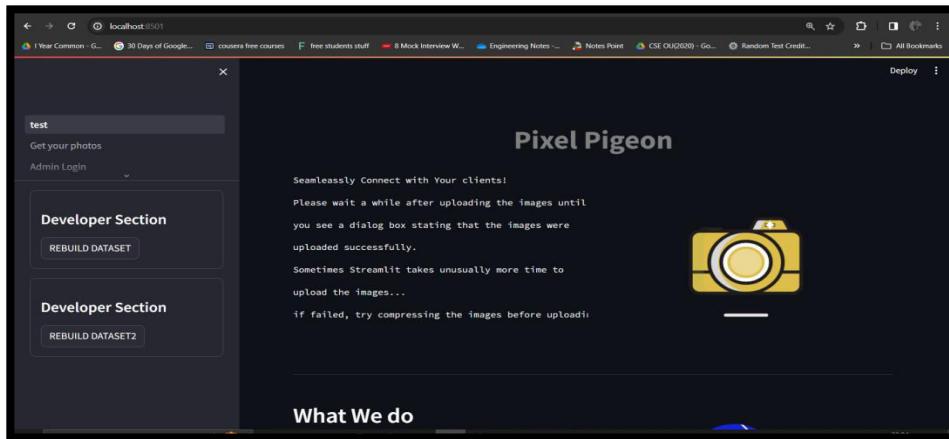 localhost:8501
I Year Common - G... 30 Days of Google... cousera free courses free students stuff 8 Mock Interview W... Engineering Notes -... Notes Point CSE OU(2020) - Go... Random Test Credit... » All Bookmarks
Deploy
test
Get your photos
Admin Login
Developer Section
REBUILD DATASET
Developer Section
REBUILD DATASET2
Pixel Pigeon
Seamleassly Connect with Your clients!
Please wait a while after uploading the images until
you see a dialog box stating that the images were
uploaded successfully.
Sometimes Streamlit takes unusually more time to
upload the images...
if failed, try compressing the images before uploadi
What We do